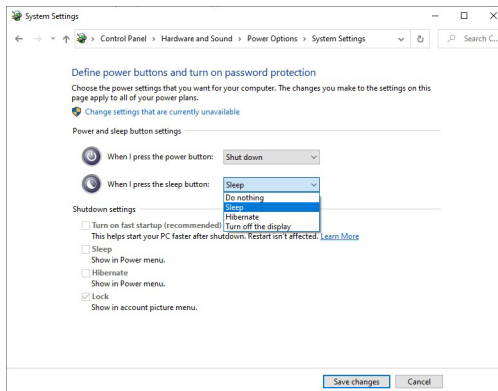 System Settings
Control Panel > Hardware and Sound > Power Options > System Settings
Search C...
Define power buttons and turn on password protection
Choose the power settings that you want for your computer. The changes you make to the settings on this
page apply to all of your power plans.
Change settings that are currently unavailable
Power and sleep button settings
When I press the power button: Shut down
When I press the sleep button: Sleep
Do nothing
Sleep
Hibernate
Turn off the display
Shutdown settings
Turn on fast startup (recommended)
This helps start your PC faster after shutdown. Restart isn't affected. Learn More
Sleep
Show in Power menu.
Hibernate
Show in Power menu.
Lock
Show in account picture menu.
Save changes Cancel